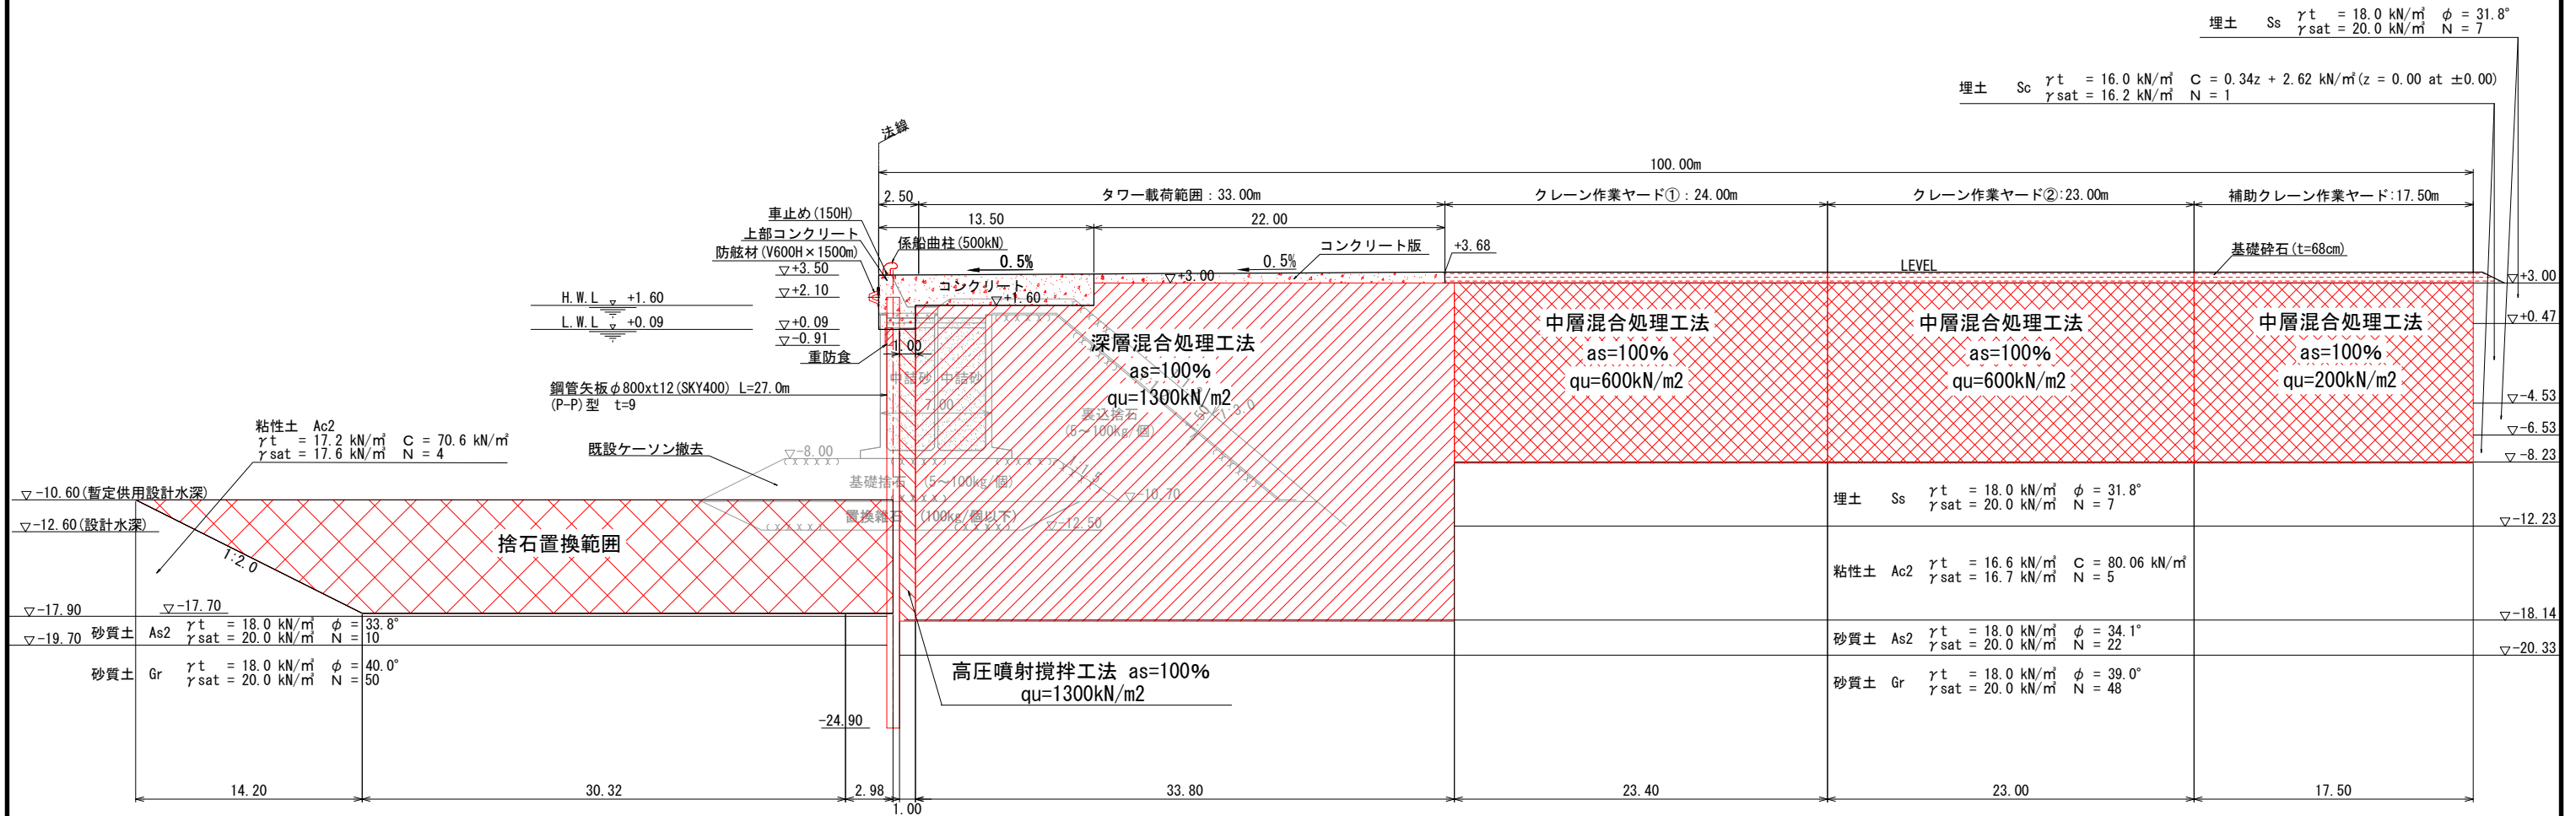 埋土 Ss γt = 18.0 kN/㎥ φ = 31.8°
γsat = 20.0 kN/㎥ N = 7
埋土 Sc γt = 16.0 kN/㎥ C = 0.34z + 2.62 kN/㎡(z = 0.00 at ±0.00)
γsat = 16.2 kN/㎥ N = 1
法線
100.00m
2.50
タワー載荷範囲：33.00m
クレーン作業ヤード①：24.00m
クレーン作業ヤード②:23.00m
補助クレーン作業ヤード:17.50m
13.50
22.00
車止め(150H)
上部コンクリート
係船曲柱(500kN)
防舷材(V600H×1500m)
0.5%
0.5%
コンクリート版
+3.68
基礎砕石(t=68cm)
LEVEL
▽+3.50
▽+3.00
▽+3.00
コンクリート
▽+2.10
▽+1.60
H.W.L ▽ +1.60
L.W.L ▽ +0.09
▽+0.09
▽-0.91
▽+0.47
重防食
1.00
深層混合処理工法
as=100%
qu=1300kN/m2
中層混合処理工法
as=100%
qu=600kN/m2
中層混合処理工法
as=100%
qu=600kN/m2
中層混合処理工法
as=100%
qu=200kN/m2
中詰砂
中詰砂
鋼管矢板φ800xt12(SKY400) L=27.0m
(P-P)型 t=9
7.00
裏込捨石
(5～100kg/個)
▽-4.53
▽-6.53
▽-8.23
粘性土 Ac2
γt = 17.2 kN/㎥ C = 70.6 kN/㎡
γsat = 17.6 kN/㎥ N = 4
既設ケーソン撤去
▽-8.00
基礎捨石 (5～100kg/個)
▽-10.70
置換雑石 (100kg/個以下)
▽-12.50
▽-10.60(暫定供用設計水深)
▽-12.60(設計水深)
捨石置換範囲
1:2.0
埋土 Ss γt = 18.0 kN/㎥ φ = 31.8°
γsat = 20.0 kN/㎥ N = 7
▽-12.23
粘性土 Ac2 γt = 16.6 kN/㎥ C = 80.06 kN/㎡
γsat = 16.7 kN/㎥ N = 5
▽-17.90
▽-17.70
▽-18.14
砂質土 As2 γt = 18.0 kN/㎥ φ = 33.8°
γsat = 20.0 kN/㎥ N = 10
▽-19.70
砂質土 As2 γt = 18.0 kN/㎥ φ = 34.1°
γsat = 20.0 kN/㎥ N = 22
▽-20.33
砂質土 Gr γt = 18.0 kN/㎥ φ = 40.0°
γsat = 20.0 kN/㎥ N = 50
高圧噴射撹拌工法 as=100%
qu=1300kN/m2
砂質土 Gr γt = 18.0 kN/㎥ φ = 39.0°
γsat = 20.0 kN/㎥ N = 48
-24.90
14.20
30.32
2.98
1.00
33.80
23.40
23.00
17.50